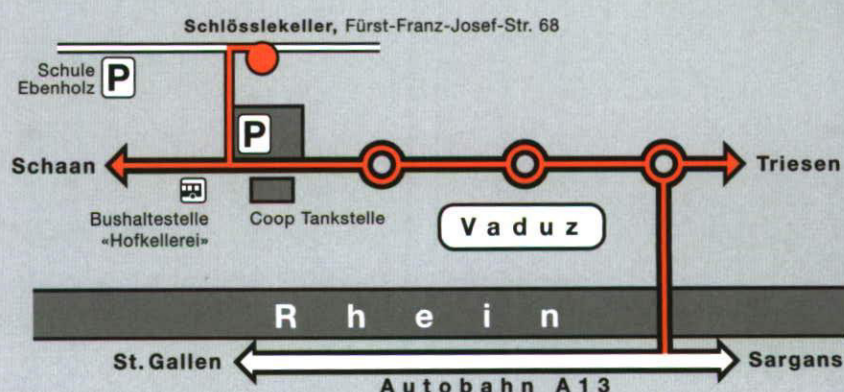 Schlösslekeller, Fürst-Franz-Josef-Str. 68
Schule
Ebenholz
P
P
Schaan
Triesen
Bushaltestelle
«Hofkellerei»
Coop Tankstelle
Vaduz
Rhein
St. Gallen
Sargans
Autobahn A13